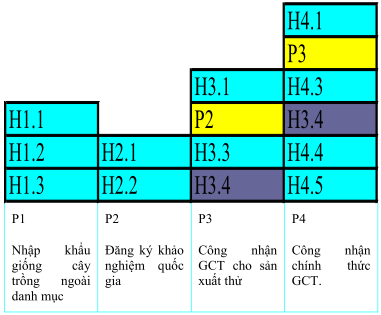 H4.1
P3
H3.1 H4.3
H1.1 P2 H3.4
H1.2 H2.1 H3.3 H4.4
H1.3 H2.2 H3.4 H4.5
P1 P2 P3 P4
Nhập khẩu
giống cây
trồng ngoài
danh mục
Đăng ký khảo
nghiệm quốc
gia
Công nhận
GCT cho sản
xuất thử
Công nhận
chính thức
GCT.